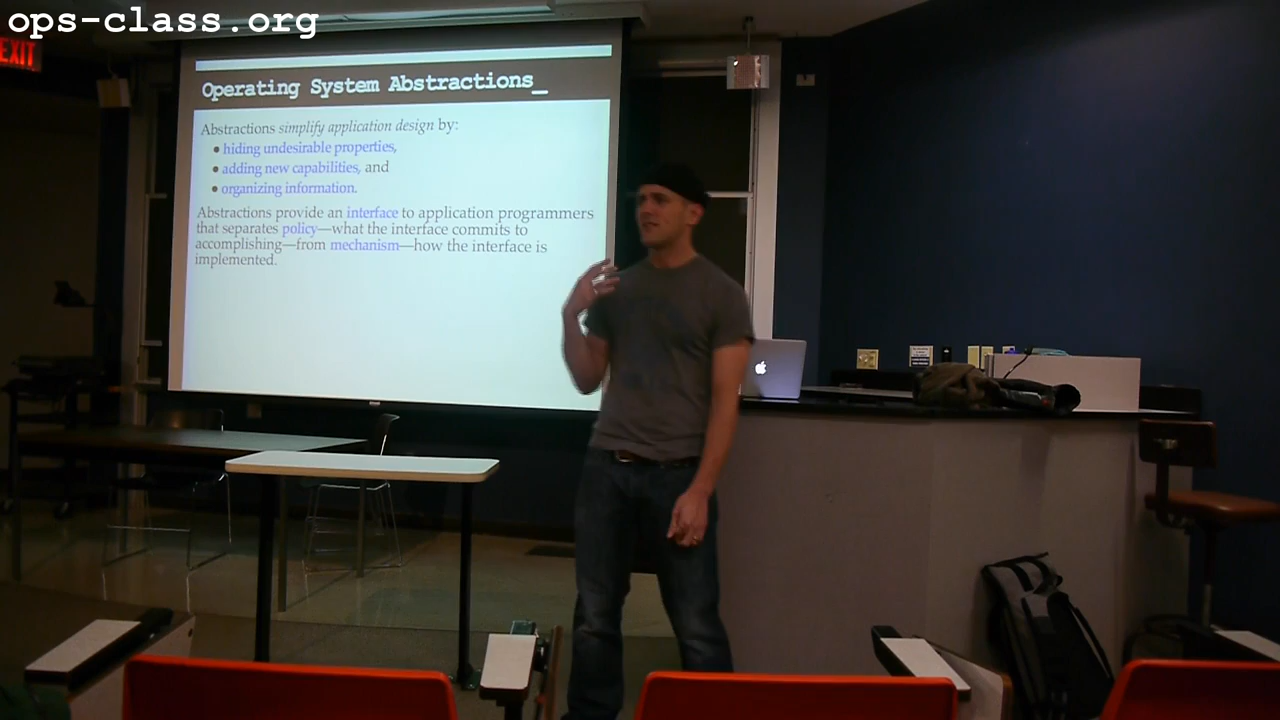 ops-class.org
EXIT
Operating System Abstractions_
Abstractions simplify application design by:
• hiding undesirable properties,
• adding new capabilities, and
• organizing information.
Abstractions provide an interface to application programmers
that separates policy—what the interface commits to
accomplishing—from mechanism—how the interface is
implemented.